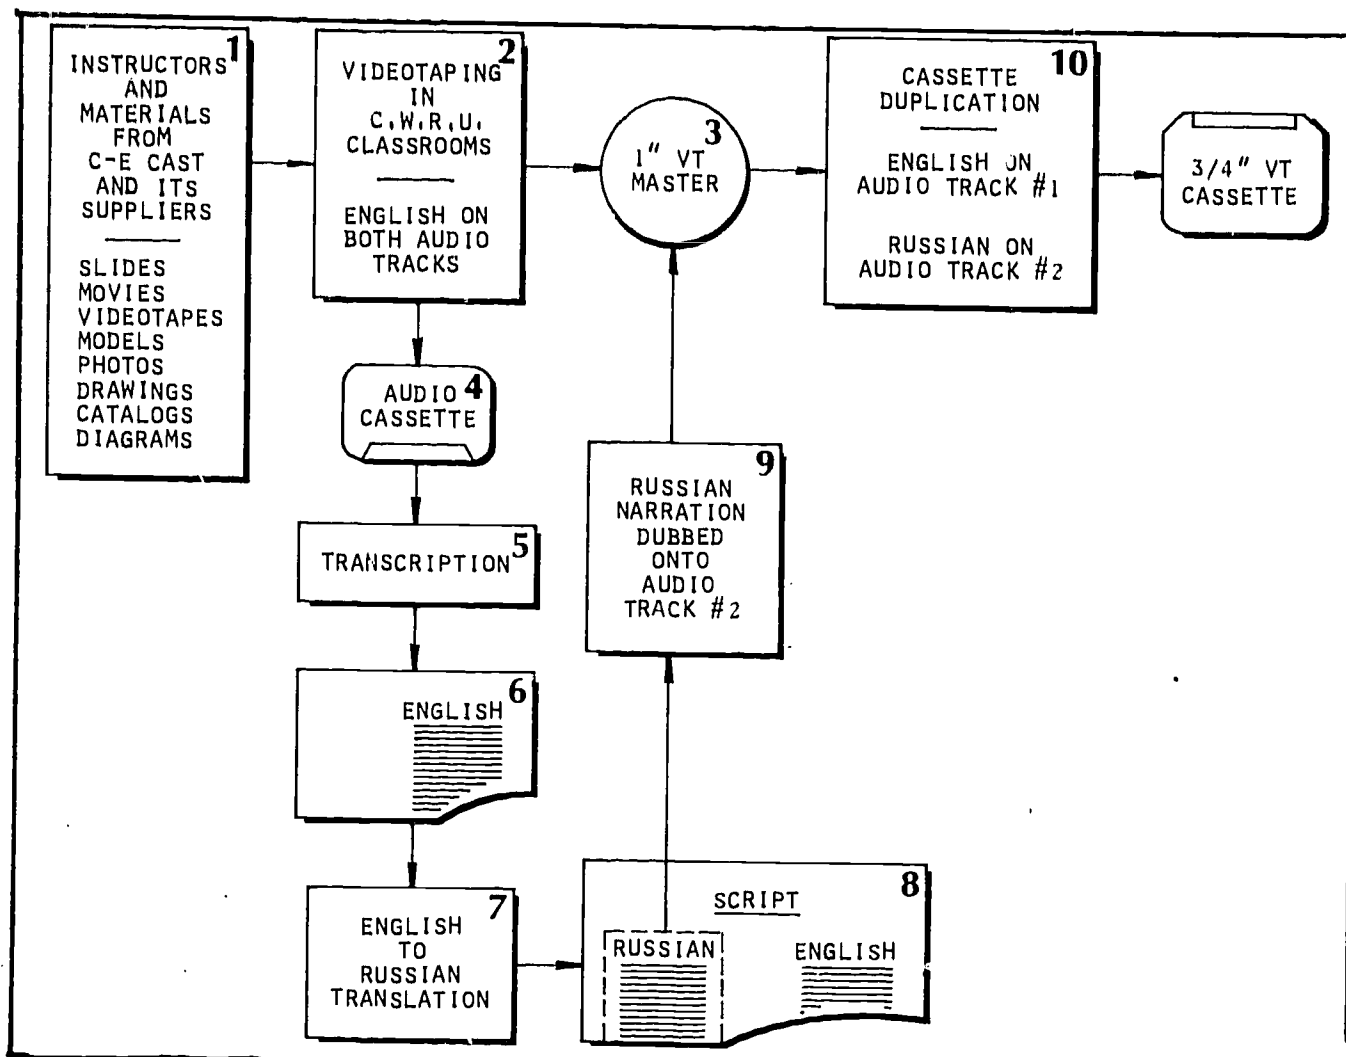 1
INSTRUCTORS
AND
MATERIALS
FROM
C-E CAST
AND ITS
SUPPLIERS
SLIDES
MOVIES
VIDEOTAPES
MODELS
PHOTOS
DRAWINGS
CATALOGS
DIAGRAMS
2
VIDEOTAPING
IN
C.W.R.U.
CLASSROOMS
ENGLISH ON
BOTH AUDIO
TRACKS
3
1" VT
MASTER
AUDIO 4
CASSETTE
5
TRANSCRIPTION
6
ENGLISH
7
ENGLISH
TO
RUSSIAN
TRANSLATION
8
SCRIPT
RUSSIAN
ENGLISH
9
RUSSIAN
NARRATION
DUBBED
ONTO
AUDIO
TRACK #2
10
CASSETTE
DUPLICATION
ENGLISH ON
AUDIO TRACK #1
RUSSIAN ON
AUDIO TRACK #2
3/4" VT
CASSETTE